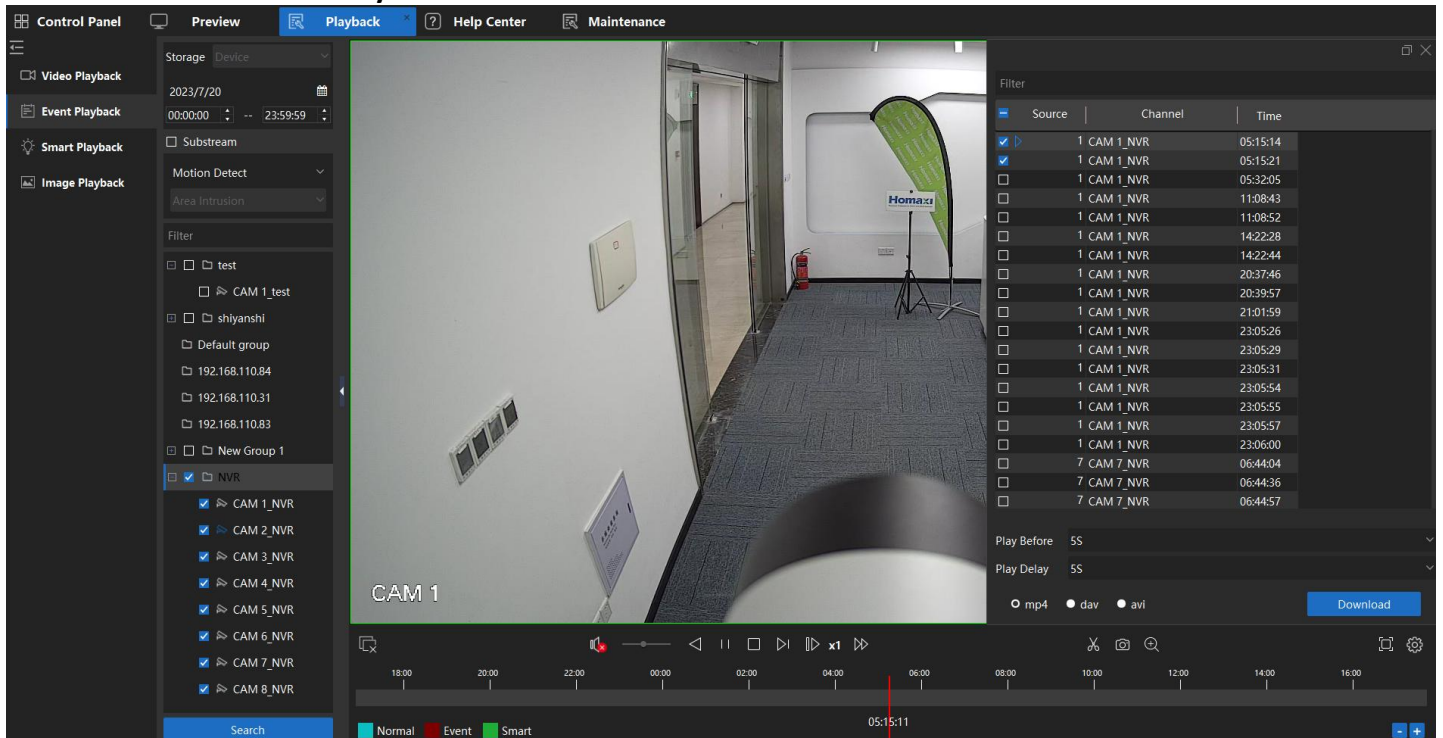 Control Panel
Preview
Playback
Help Center
Maintenance
Video Playback
Event Playback
Smart Playback
Image Playback
Storage Device
2023/7/20
00:00:00 -- 23:59:59
Substream
Motion Detect
Area Intrusion
Filter
test
CAM 1_test
shiyanshi
Default group
192.168.110.84
192.168.110.31
192.168.110.83
New Group 1
NVR
CAM 1_NVR
CAM 2_NVR
CAM 3_NVR
CAM 4_NVR
CAM 5_NVR
CAM 6_NVR
CAM 7_NVR
CAM 8_NVR
Search
Homaxi
CAM 1
Filter
Source Channel Time
1 CAM 1_NVR 05:15:14
1 CAM 1_NVR 05:15:21
1 CAM 1_NVR 05:32:05
1 CAM 1_NVR 11:08:43
1 CAM 1_NVR 11:08:52
1 CAM 1_NVR 14:22:28
1 CAM 1_NVR 14:22:44
1 CAM 1_NVR 20:37:46
1 CAM 1_NVR 20:39:57
1 CAM 1_NVR 21:01:59
1 CAM 1_NVR 23:05:26
1 CAM 1_NVR 23:05:29
1 CAM 1_NVR 23:05:31
1 CAM 1_NVR 23:05:54
1 CAM 1_NVR 23:05:55
1 CAM 1_NVR 23:05:57
1 CAM 1_NVR 23:06:00
7 CAM 7_NVR 06:44:04
7 CAM 7_NVR 06:44:36
7 CAM 7_NVR 06:44:57
Play Before 5S
Play Delay 5S
mp4 dav avi
Download
x1
18:00 20:00 22:00 00:00 02:00 04:00 06:00 08:00 10:00 12:00 14:00 16:00
05:15:11
Normal Event Smart